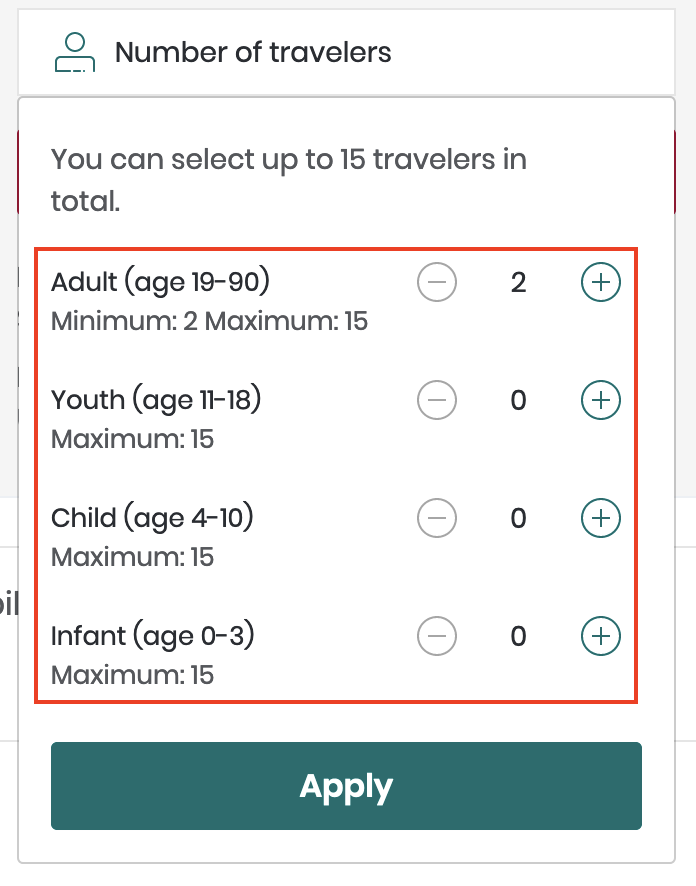 Number of travelers
You can select up to 15 travelers in
total.
Adult (age 19-90) 2
Minimum: 2 Maximum: 15
Youth (age 11-18) 0
Maximum: 15
Child (age 4-10) 0
Maximum: 15
Infant (age 0-3) 0
Maximum: 15
Apply